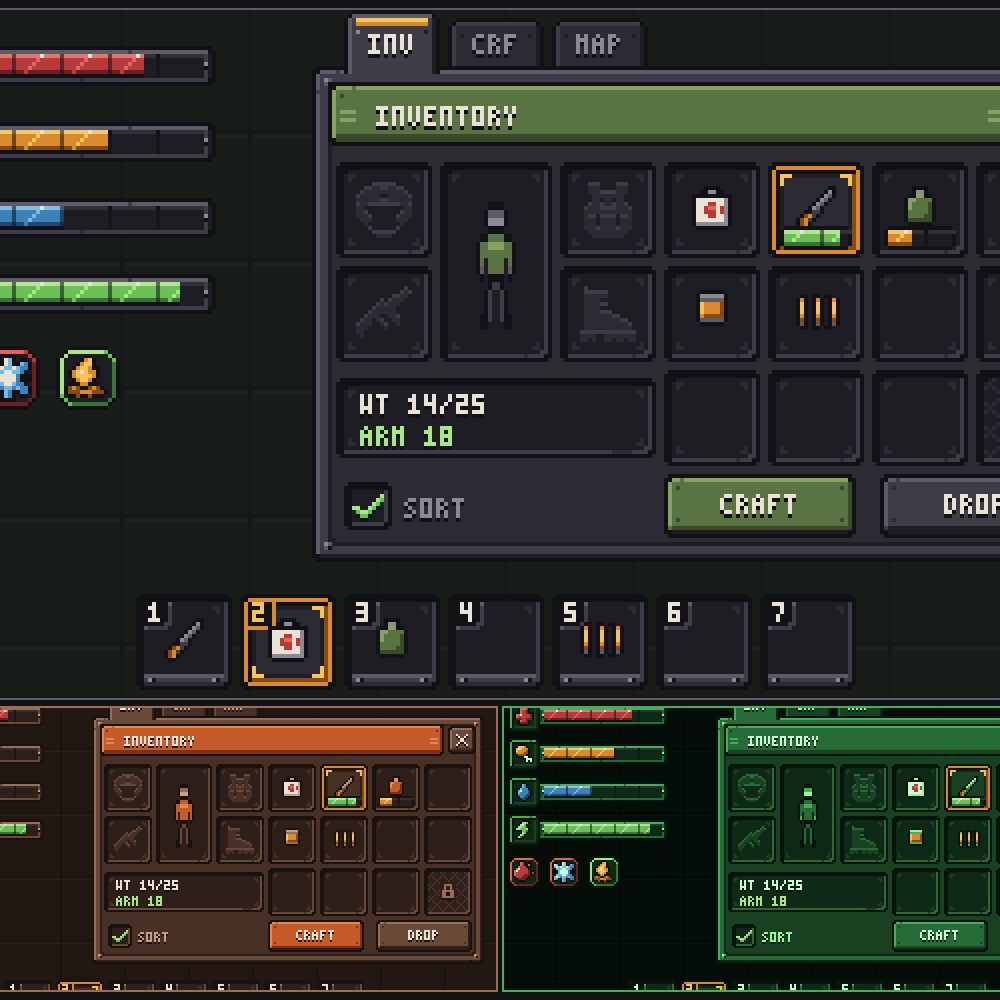 INV CRF MAP
INVENTORY
WT 14/25
ARM 18
SORT CRAFT DROP
1 2 3 4 5 6 7
INVENTORY
WT 14/25
ARM 18
SORT CRAFT DROP
INVENTORY
WT 14/25
ARM 18
SORT CRAFT